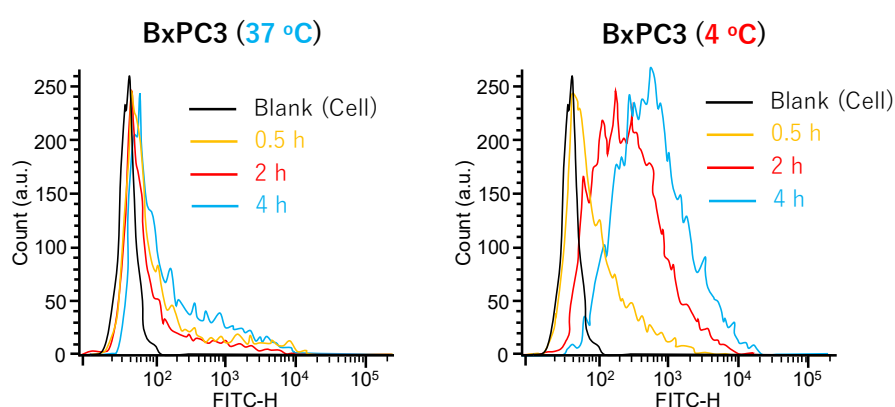 BxPC3 (37 ºC)
250
200
150
100
50
0
Count (a.u.)
Blank (Cell)
0.5 h
2 h
4 h
10²
10³
10⁴
10⁵
FITC-H
BxPC3 (4 ºC)
250
200
150
100
50
0
Count (a.u.)
Blank (Cell)
0.5 h
2 h
4 h
10²
10³
10⁴
10⁵
FITC-H